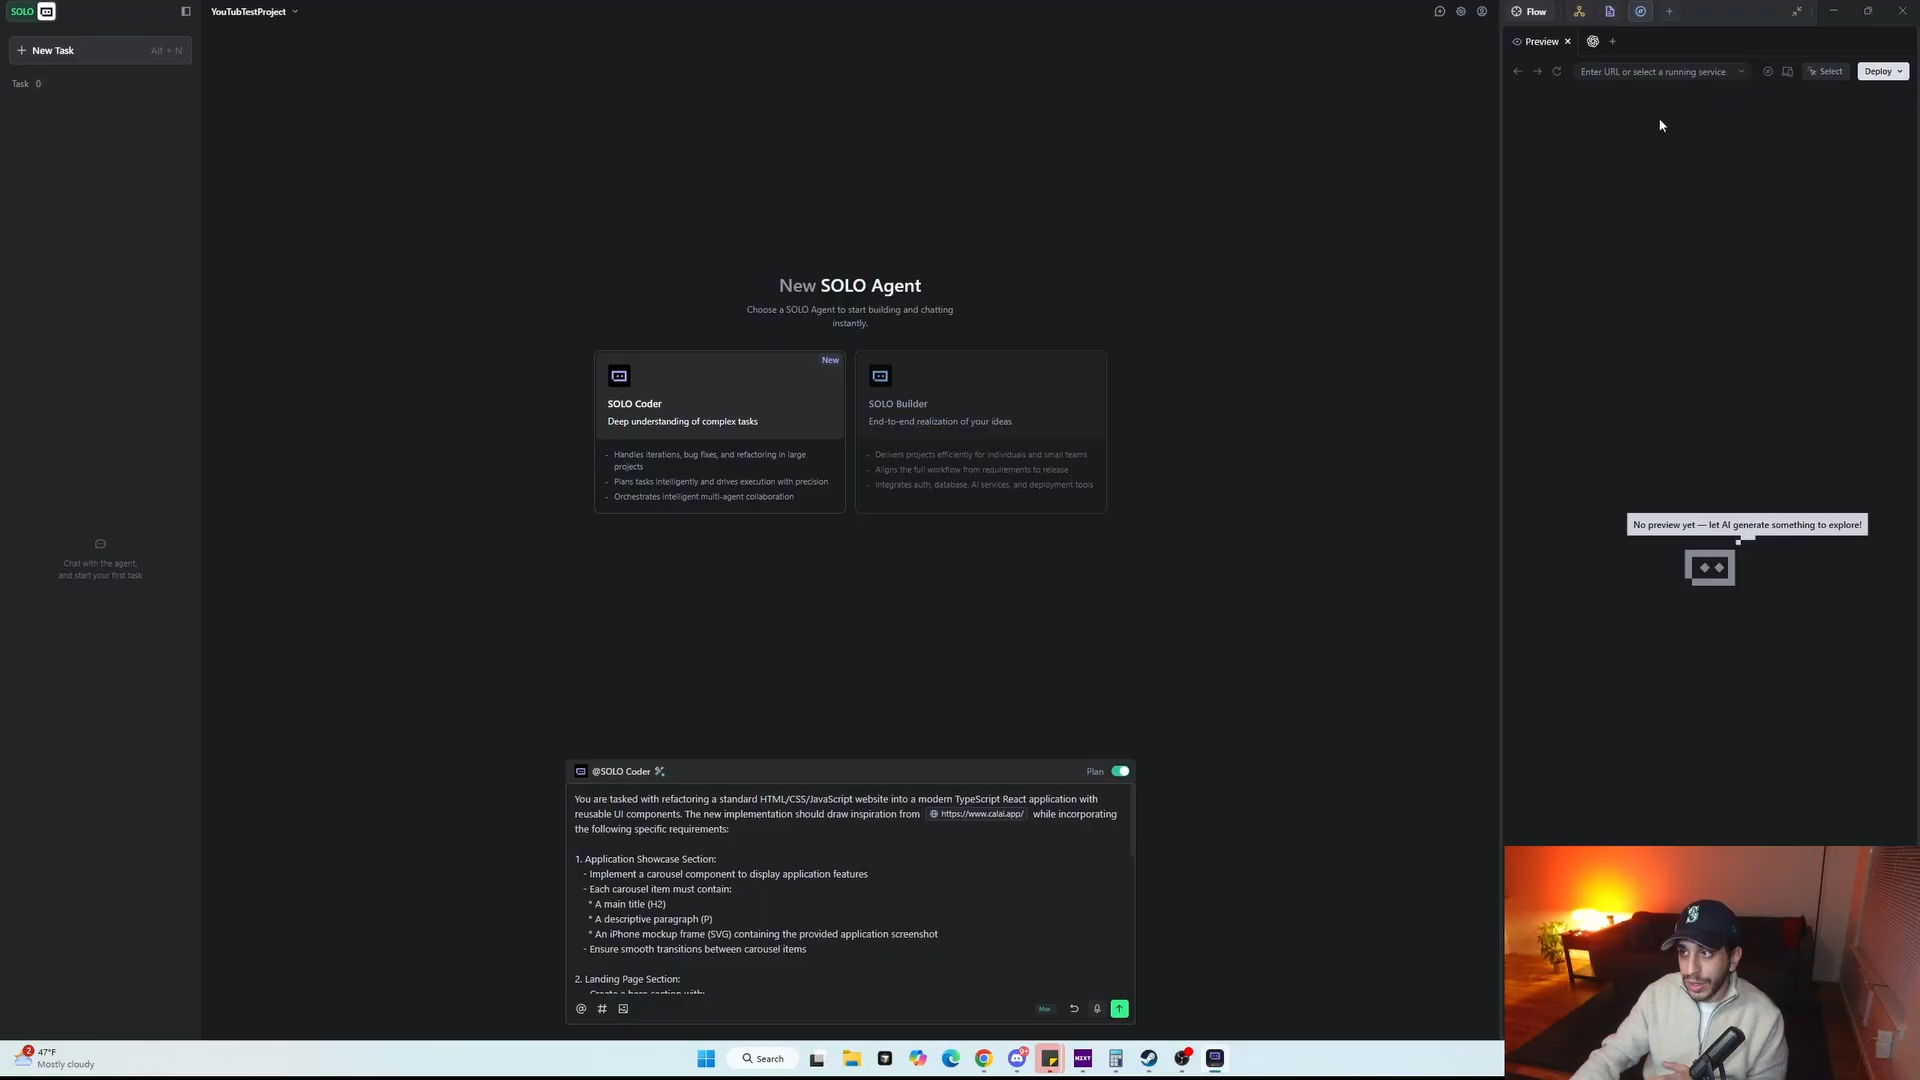 SOLO
YouTubTestProject
Flow
New Task
Alt + N
Task 0
Preview
Enter URL or select a running service
Select
Deploy
New SOLO Agent
Choose a SOLO Agent to start building and chatting
instantly.
New
SOLO Coder
Deep understanding of complex tasks
- Handles iterations, bug fixes, and refactoring in large
projects
- Plans tasks intelligently and drives execution with precision
- Orchestrates intelligent multi-agent collaboration
SOLO Builder
End-to-end realization of your ideas
- Delivers projects efficiently for individuals and small teams
- Aligns the full workflow from requirements to release
- Integrates auth, database, AI services, and deployment tools
No preview yet — let AI generate something to explore!
Chat with the agent,
and start your first task
@SOLO Coder
Plan
You are tasked with refactoring a standard HTML/CSS/JavaScript website into a modern TypeScript React application with
reusable UI components. The new implementation should draw inspiration from https://www.calai.app/ while incorporating
the following specific requirements:
1. Application Showcase Section:
- Implement a carousel component to display application features
- Each carousel item must contain:
* A main title (H2)
* A descriptive paragraph (P)
* An iPhone mockup frame (SVG) containing the provided application screenshot
- Ensure smooth transitions between carousel items
2. Landing Page Section:
- Create a hero section with:
Max
2
47°F
Mostly cloudy
Search
NZXT
S